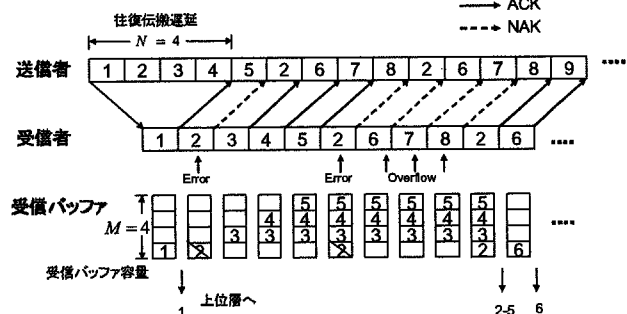 ACK
NAK
往復伝搬遅延
N = 4
送信者 1 2 3 4 5 2 6 7 8 2 6 7 8 9 ....
受信者 1 2 3 4 5 2 6 7 8 2 6 ....
Error Error Overflow
受信バッファ
5 5 5 5 5 5
4 4 4 4 4 4 4
M = 4 3 3 3 3 3 3 3 3 ....
1 2 2 2 6
受信バッファ容量
1 上位層へ 2-5 6